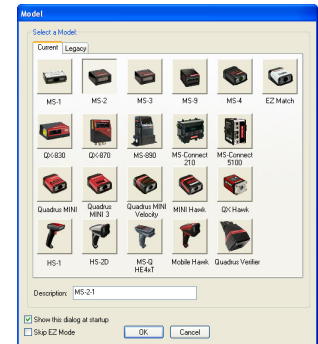 Model
Select a Model
Current Legacy
MS-1 MS-2 MS-3 MS-9 MS-4 EZ Match
QX-830 QX-870 MS-890 MS-Connect 210 MS-Connect 5100
Quadrus MINI Quadrus MINI 3 Quadrus MINI Velocity MINI Hawk QX Hawk
HS-1 HS-2D MS-Q HE4xT Mobile Hawk Quadrus Verifier
Description: MS-2-1
Show this dialog at startup
Skip EZ Mode
OK Cancel